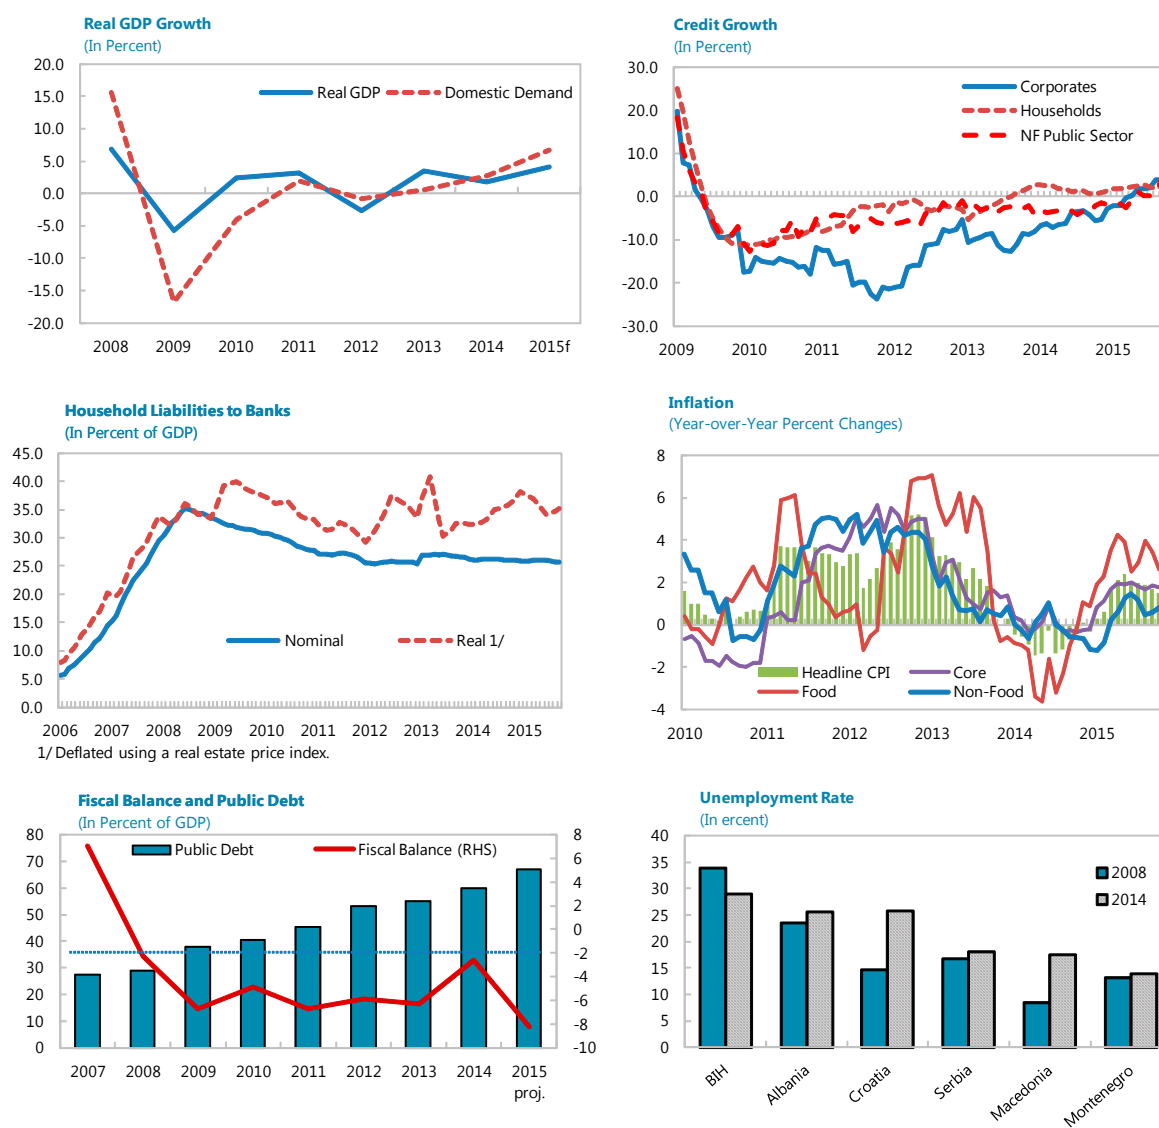 Real GDP Growth
(In Percent)
20.0
15.0
10.0
5.0
0.0
-5.0
-10.0
-15.0
-20.0
Real GDP
Domestic Demand
2008 2009 2010 2011 2012 2013 2014 2015f
Credit Growth
(In Percent)
30.0
20.0
10.0
0.0
-10.0
-20.0
-30.0
Corporates
Households
NF Public Sector
2009 2010 2011 2012 2013 2014 2015
Household Liabilities to Banks
(In Percent of GDP)
45.0
40.0
35.0
30.0
25.0
20.0
15.0
10.0
5.0
0.0
Nominal
Real 1/
2006 2007 2008 2009 2010 2011 2012 2013 2014 2015
1/ Deflated using a real estate price index.
Inflation
(Year-over-Year Percent Changes)
8
6
4
2
0
-2
-4
Headline CPI
Core
Food
Non-Food
2010 2011 2012 2013 2014 2015
Fiscal Balance and Public Debt
(In Percent of GDP)
80
70
60
50
40
30
20
10
0
Public Debt
Fiscal Balance (RHS)
8
6
4
2
0
-2
-4
-6
-8
-10
2007 2008 2009 2010 2011 2012 2013 2014 2015
proj.
Unemployment Rate
(In ercent)
40
35
30
25
20
15
10
5
0
2008
2014
BIH
Albania
Croatia
Serbia
Macedonia
Montenegro